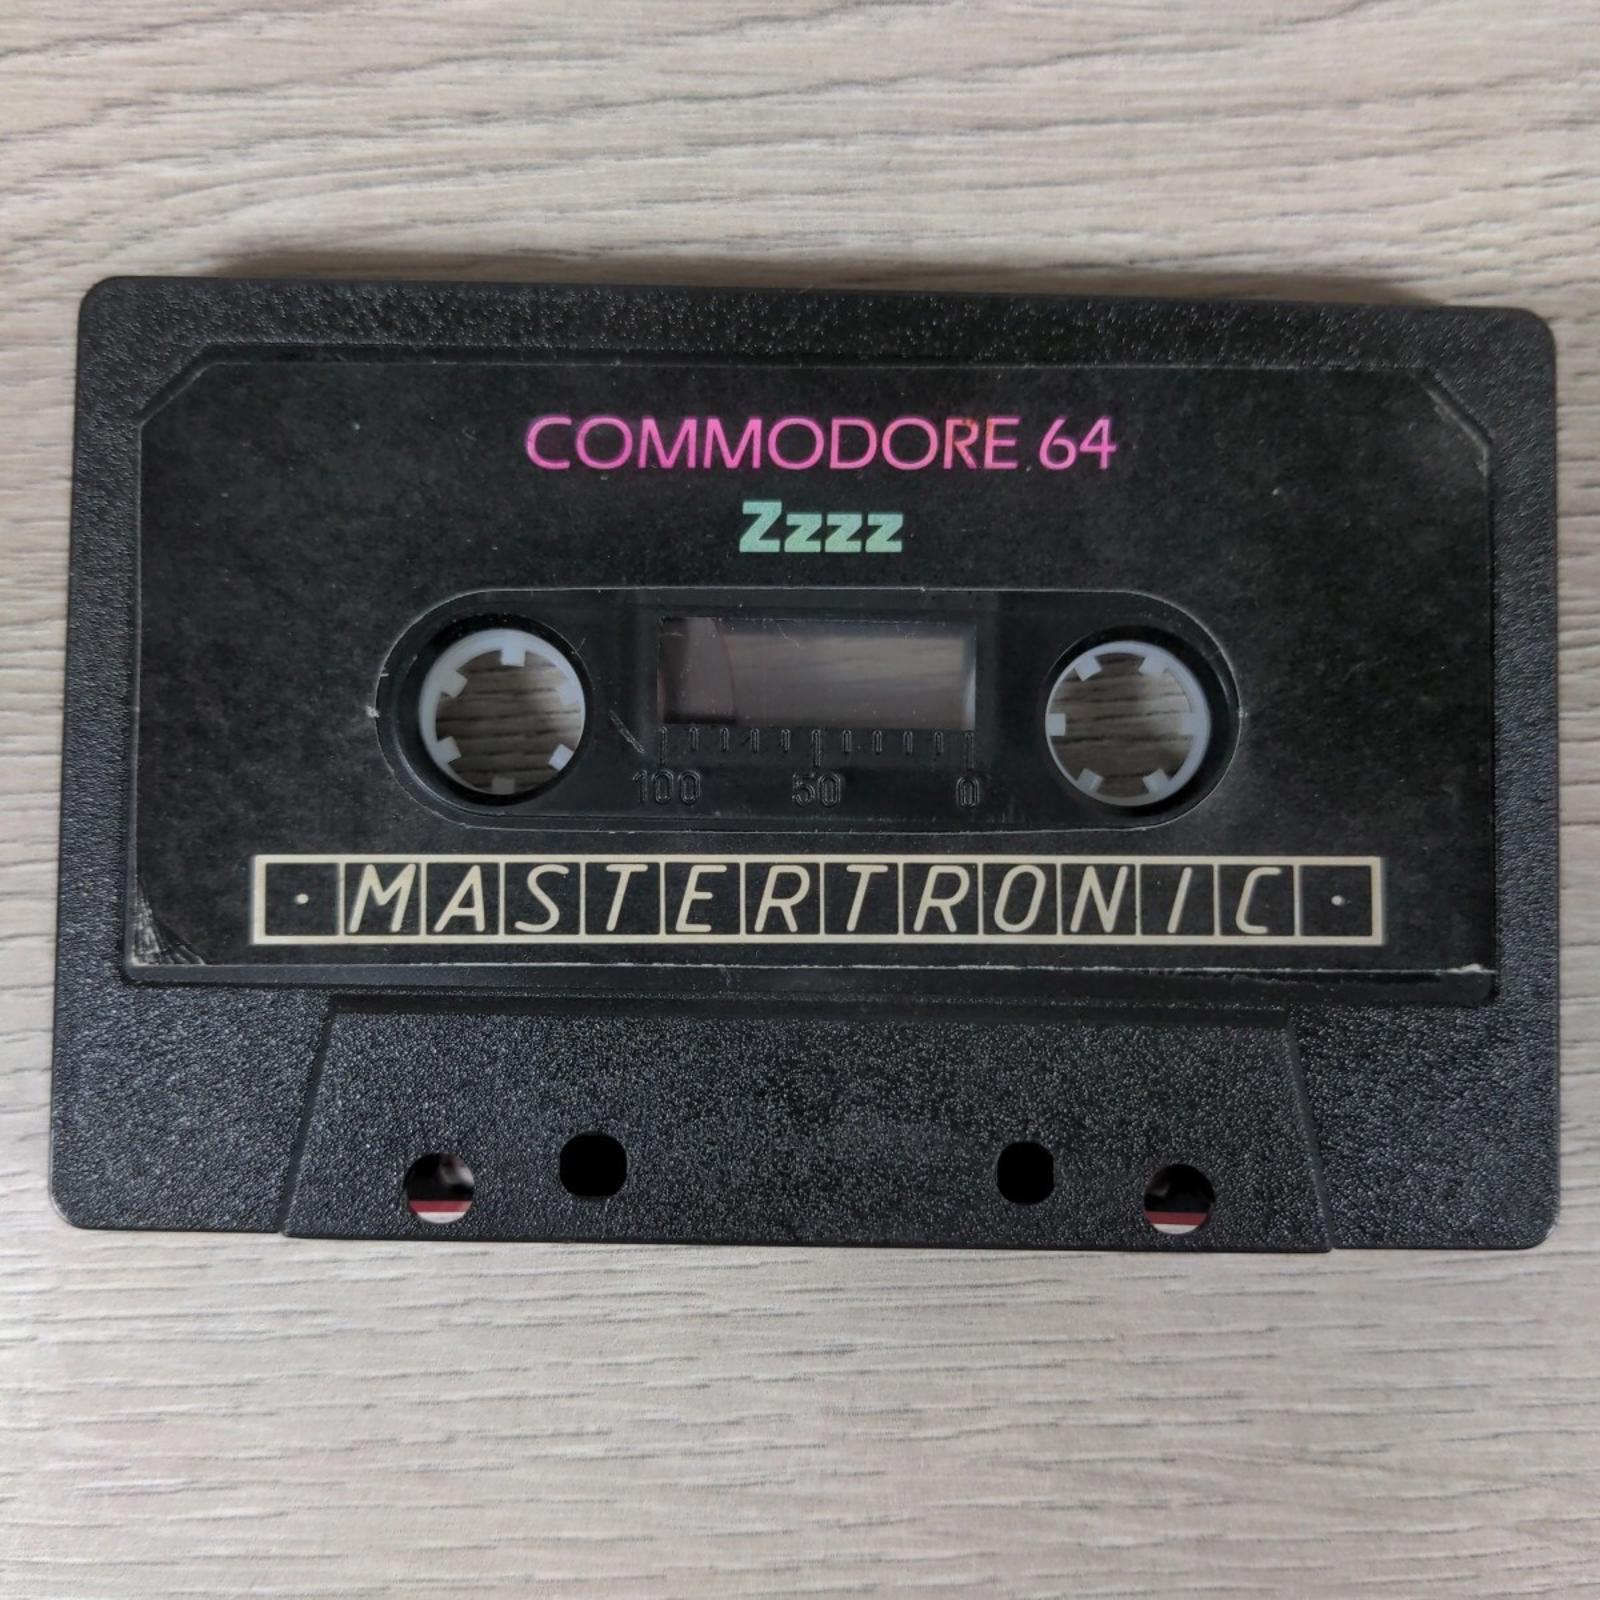 COMMODORE 64
Zzzz
100 50 0
· MASTERTRONIC ·